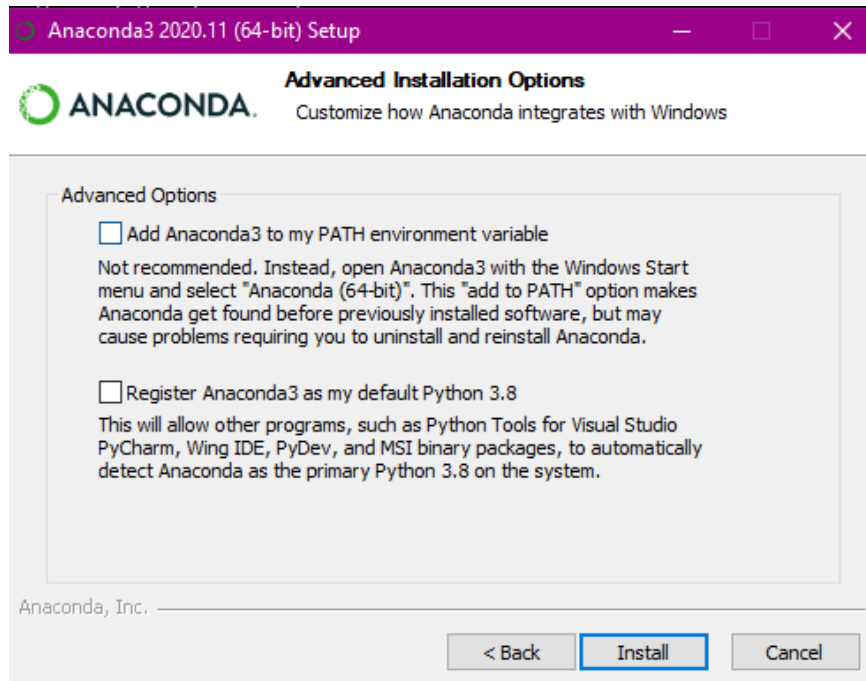 Anaconda3 2020.11 (64-bit) Setup
ANACONDA.
Advanced Installation Options
Customize how Anaconda integrates with Windows
Advanced Options
Add Anaconda3 to my PATH environment variable
Not recommended. Instead, open Anaconda3 with the Windows Start
menu and select "Anaconda (64-bit)". This "add to PATH" option makes
Anaconda get found before previously installed software, but may
cause problems requiring you to uninstall and reinstall Anaconda.
Register Anaconda3 as my default Python 3.8
This will allow other programs, such as Python Tools for Visual Studio
PyCharm, Wing IDE, PyDev, and MSI binary packages, to automatically
detect Anaconda as the primary Python 3.8 on the system.
Anaconda, Inc.
< Back
Install
Cancel